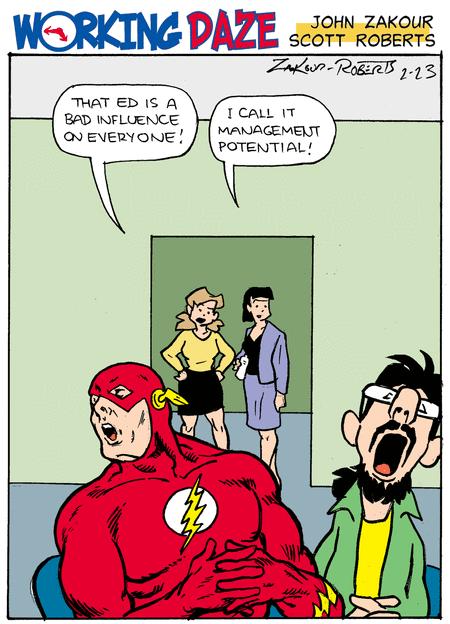 WORKING DAZE
JOHN ZAKOUR
SCOTT ROBERTS
ZAKOUR-ROBERTS 2-23
THAT ED IS A
BAD INFLUENCE
ON EVERYONE!
I CALL IT
MANAGEMENT
POTENTIAL!